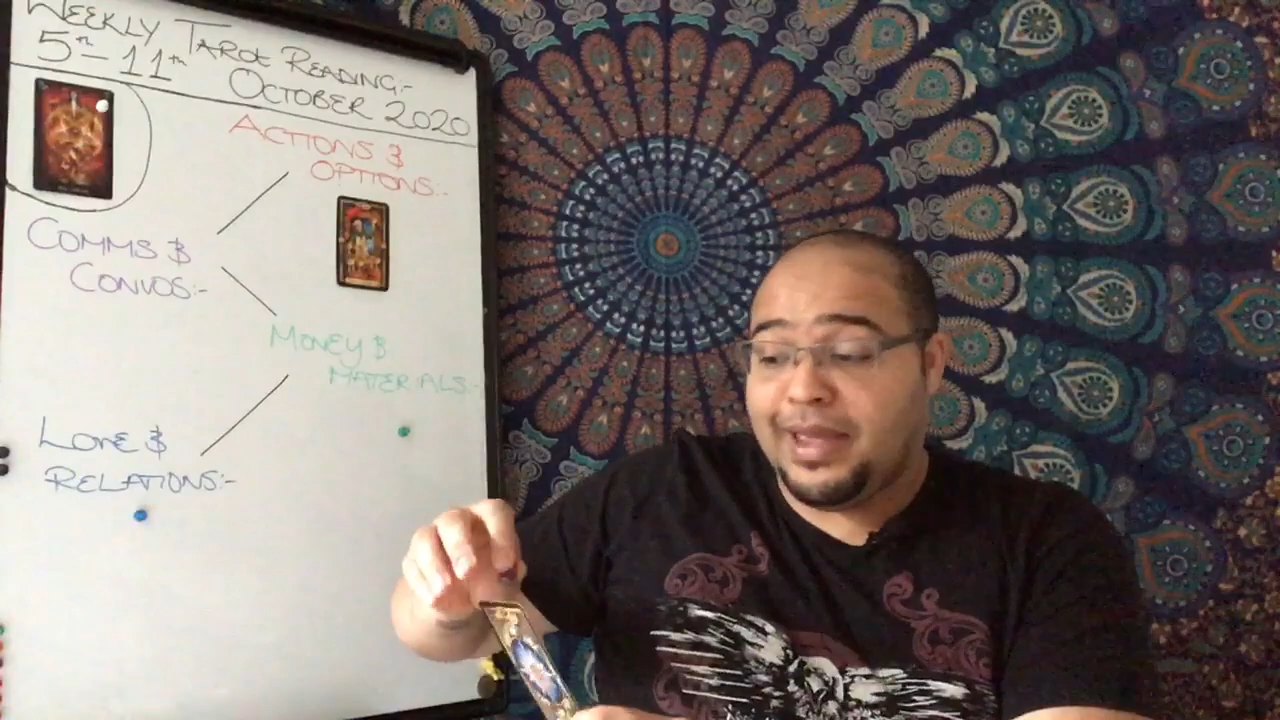 WEEKLY TAROT READING:-
5th - 11th OCTOBER 2020
ACTIONS &
OPTIONS:-
COMMS &
CONVOS:-
MONEY &
MATERIALS:-
LOVE &
RELATIONS:-